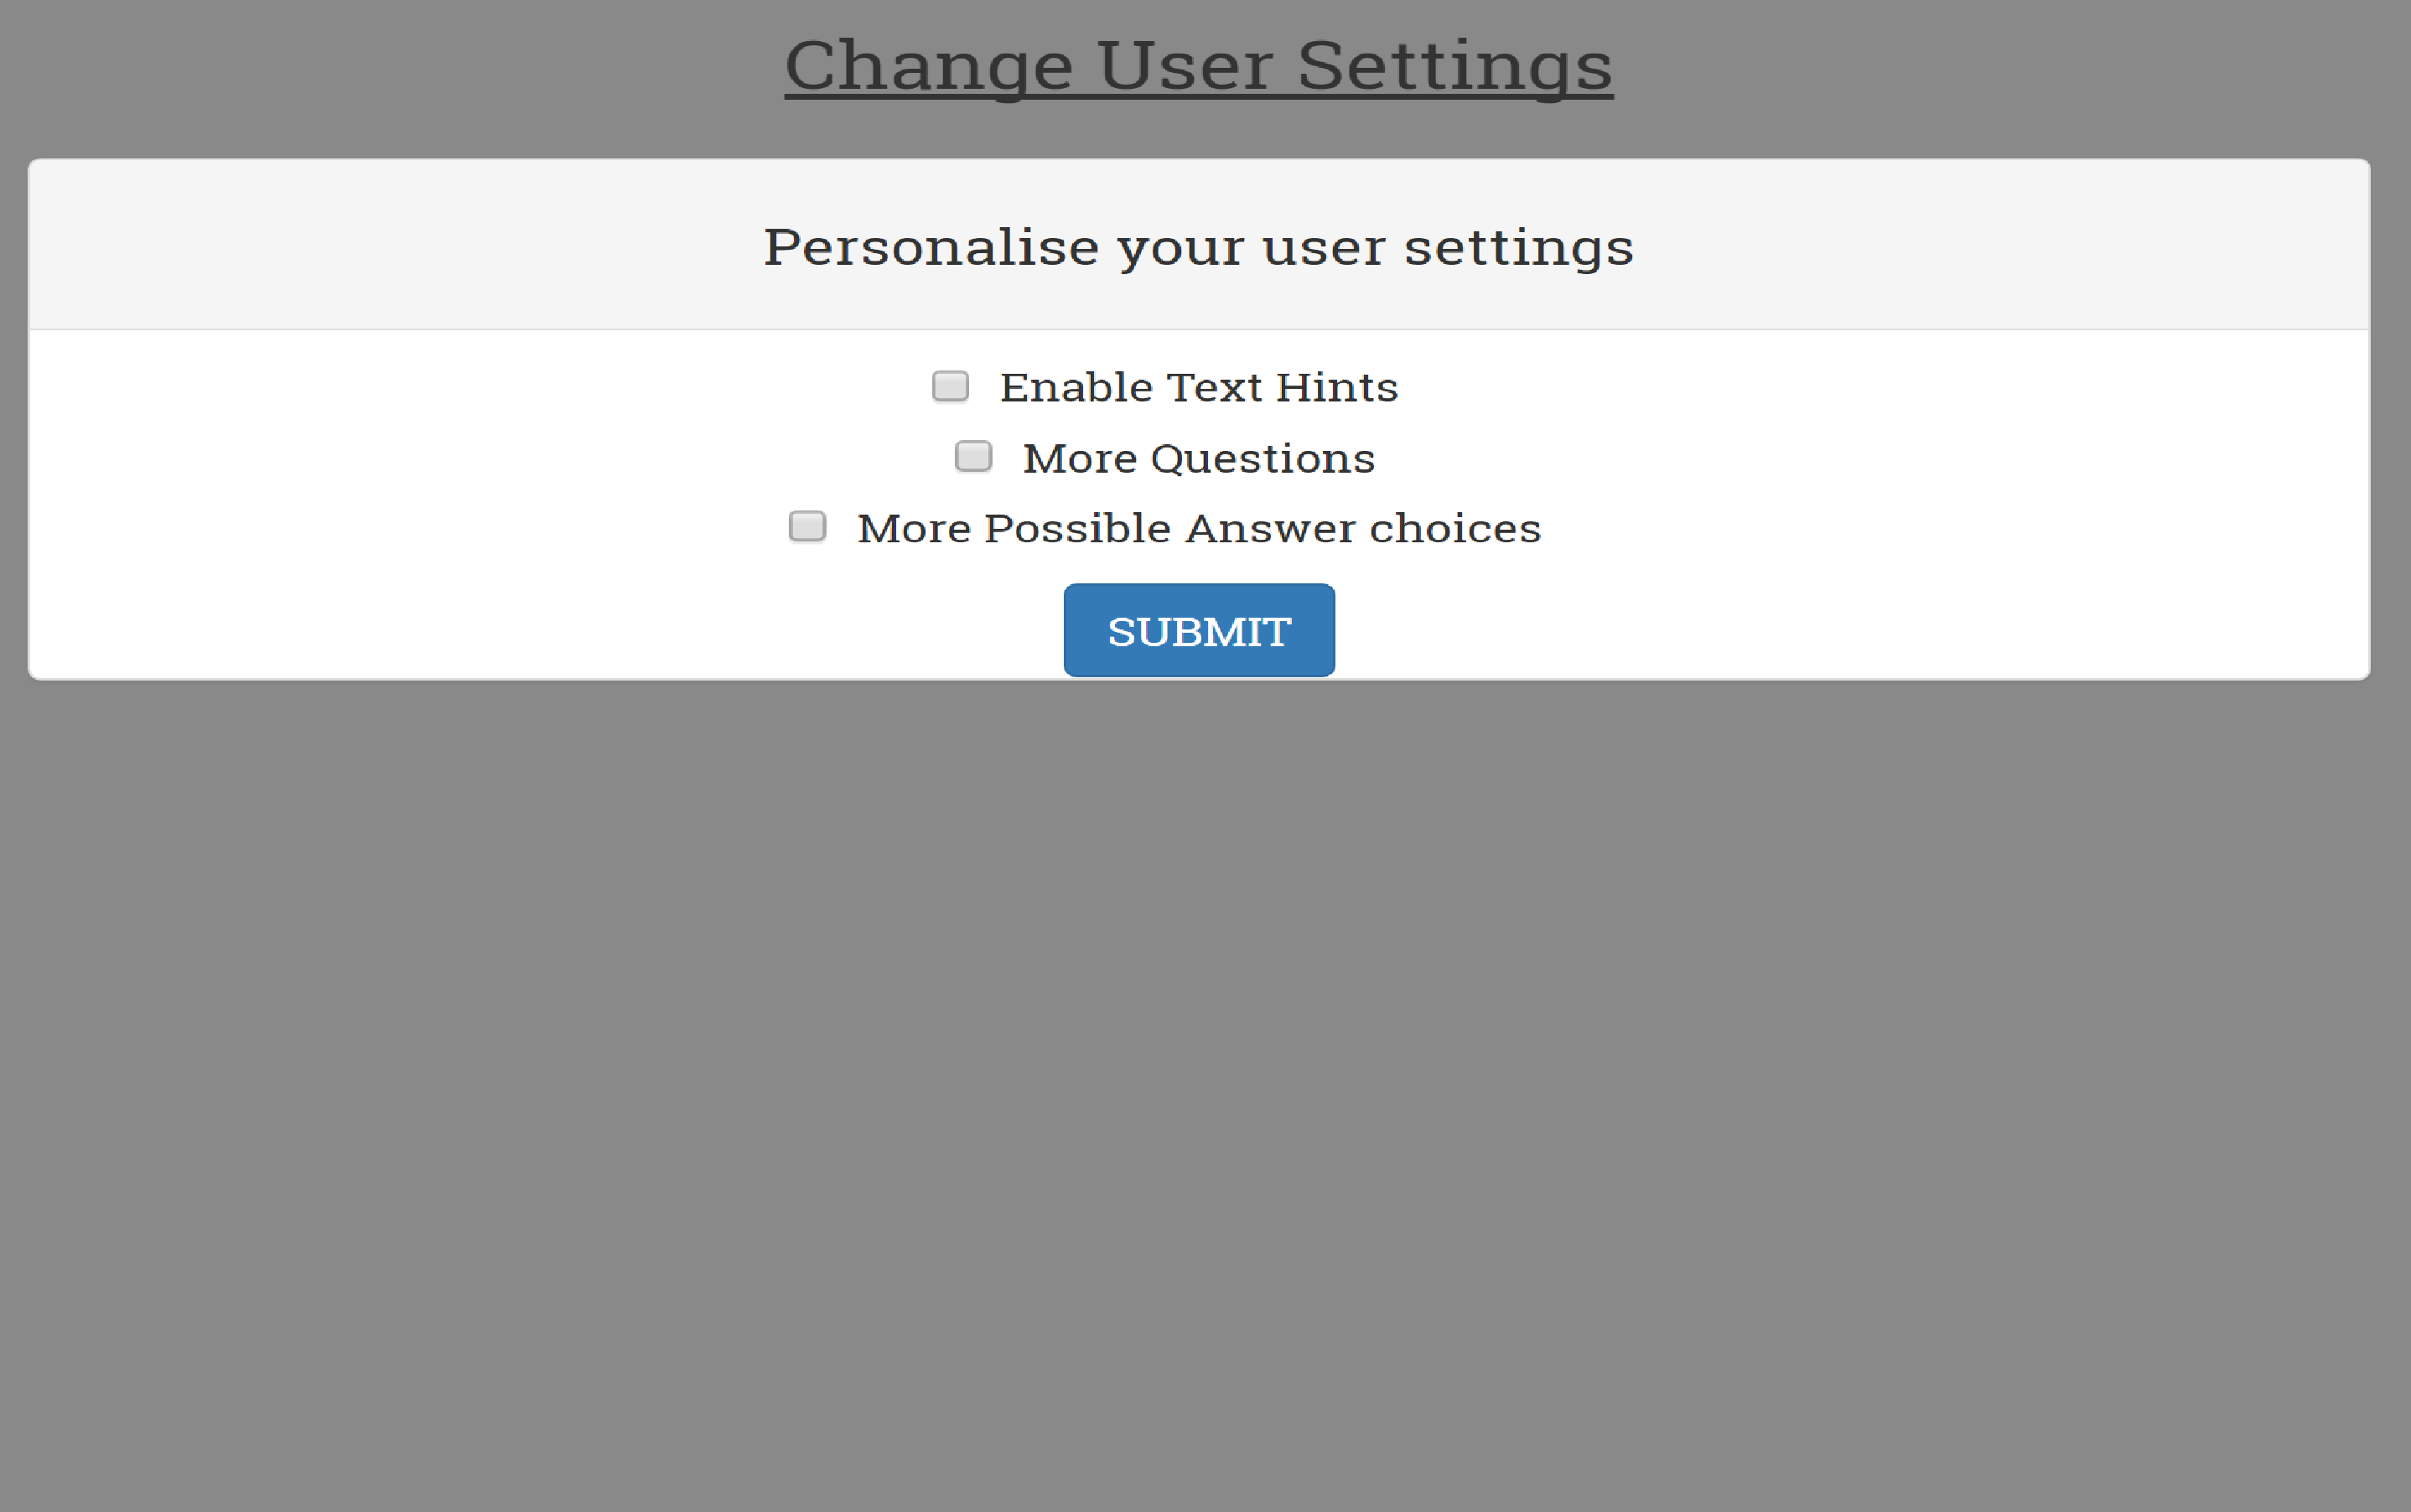 Change User Settings
Personalise your user settings
Enable Text Hints
More Questions
More Possible Answer choices
SUBMIT